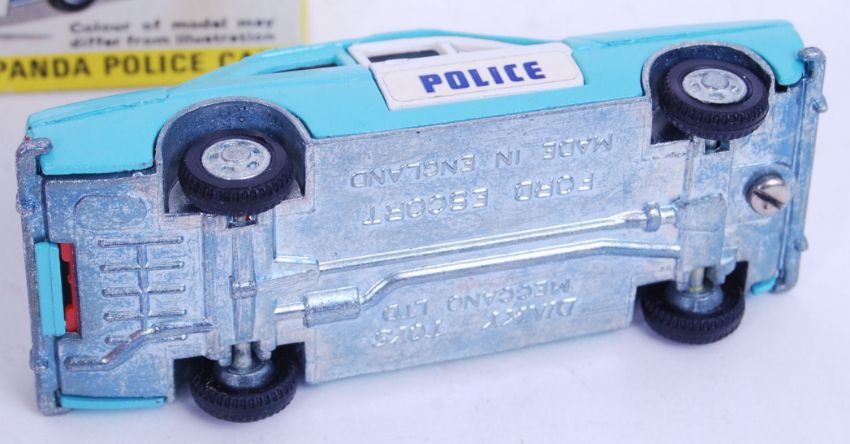 Colour of model may
differ from illustration
PANDA POLICE CA
POLICE
FORD ESCORT
MADE IN ENGLAND
DINKY TOYS
MECCANO LTD